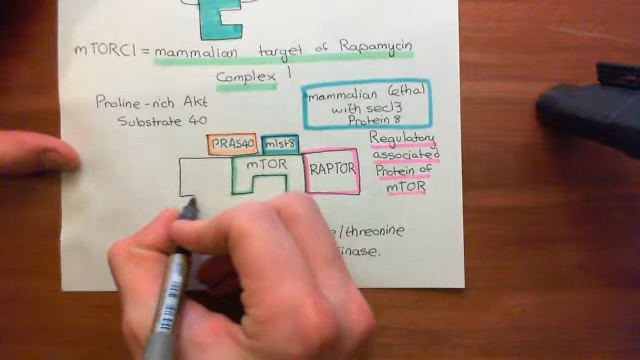 E
mTORC1 = mammalian target of Rapamycin
Complex 1
Proline-rich Akt
Substrate 40
mammalian lethal
with sec13
Protein 8
PRAS40
mlst8
mTOR
RAPTOR
Regulatory
associated
Protein of
mTOR
/threonine
kinase.